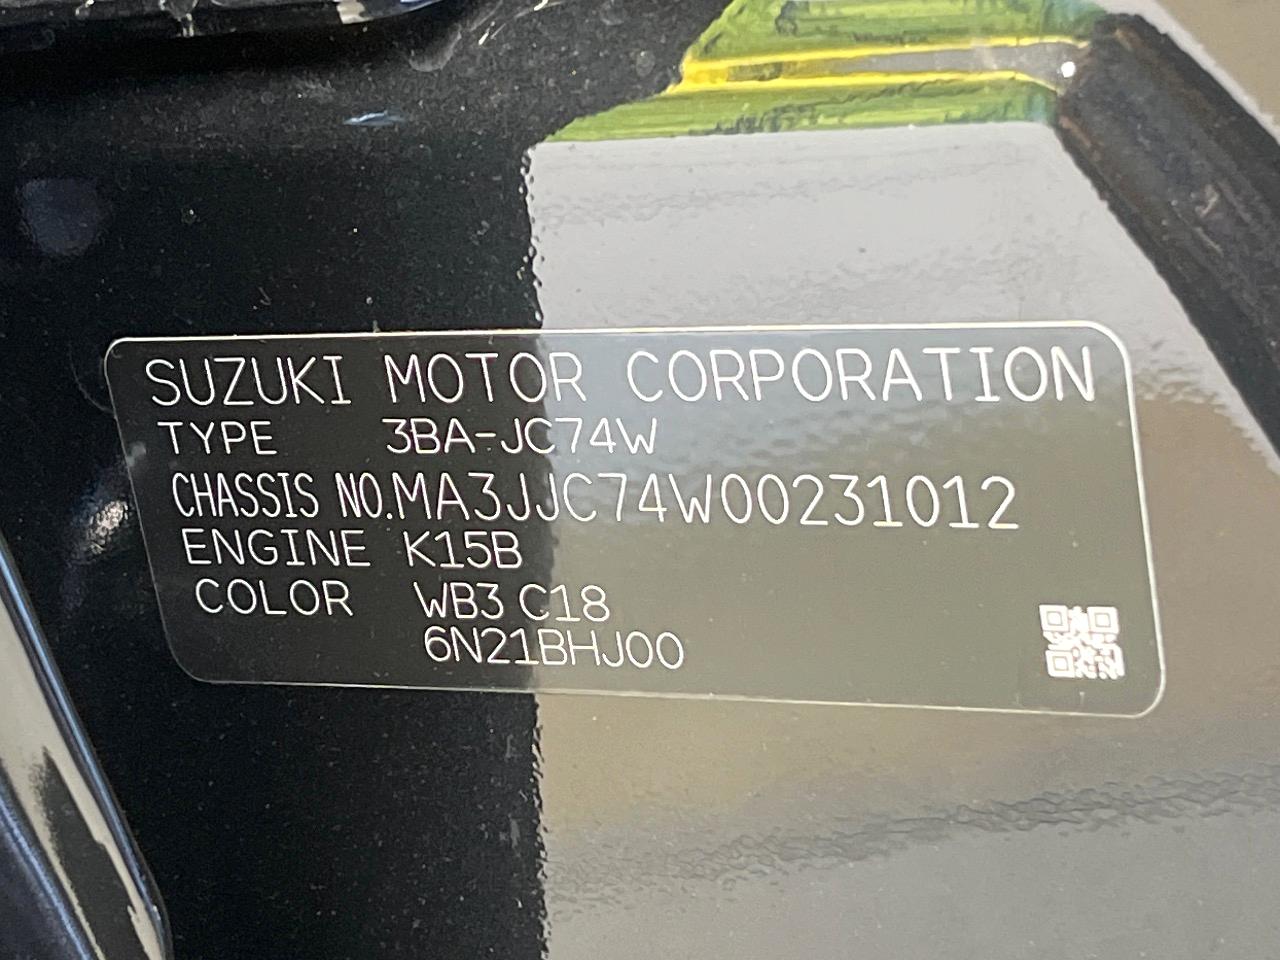 SUZUKI MOTOR CORPORATION
TYPE 3BA-JC74W
CHASSIS NO.MA3JJC74W00231012
ENGINE K15B
COLOR WB3 C18
6N21BHJ00